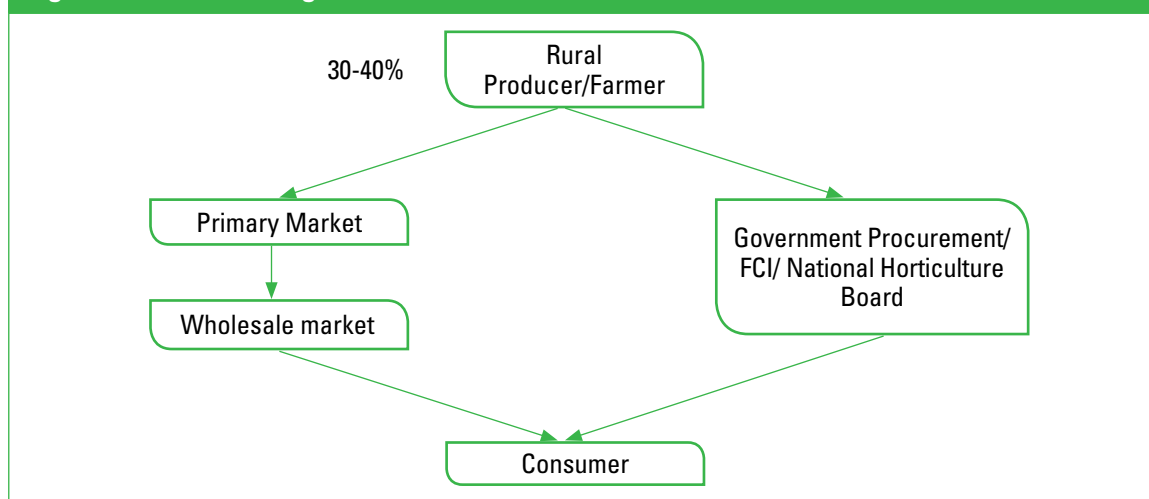 30-40%
Rural
Producer/Farmer
Primary Market
Government Procurement/
FCI/ National Horticulture
Board
Wholesale market
Consumer